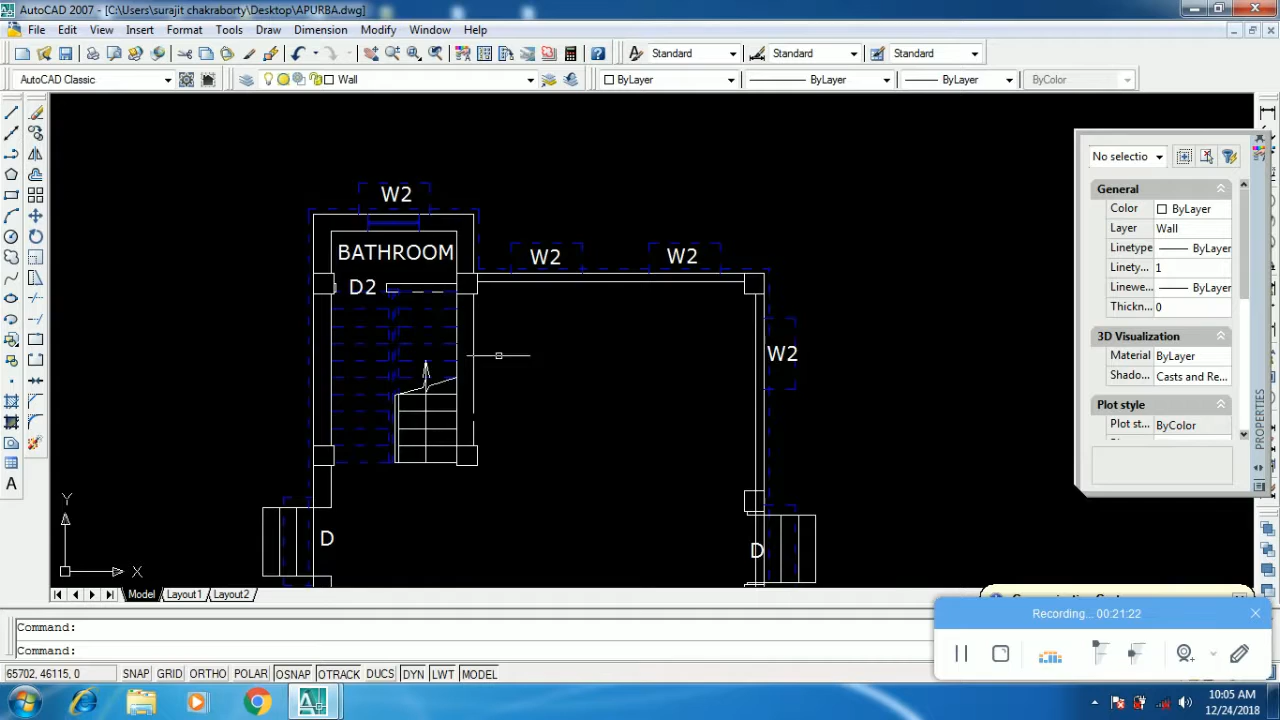 AutoCAD 2007 - [C:\Users\surajit chakraborty\Desktop\APURBA.dwg]
File Edit View Insert Format Tools Draw Dimension Modify Window Help
Standard Standard Standard
AutoCAD Classic Wall ByLayer ByLayer ByLayer ByColor
No selectio
General
Color ByLayer
Layer Wall
Linetype ByLayer
Linety... 1
Linewe... ByLayer
Thickn... 0
3D Visualization
Material ByLayer
Shado... Casts and Re...
Plot style
Plot st... ByColor
PROPERTIES
W2
BATHROOM
W2 W2
D2
W2
D
D
Y
X
A
Model Layout1 Layout2
Command:
Command:
Recording... 00:21:22
65702, 46115, 0 SNAP GRID ORTHO POLAR OSNAP OTRACK DUCS DYN LWT MODEL
10:05 AM
12/24/2018